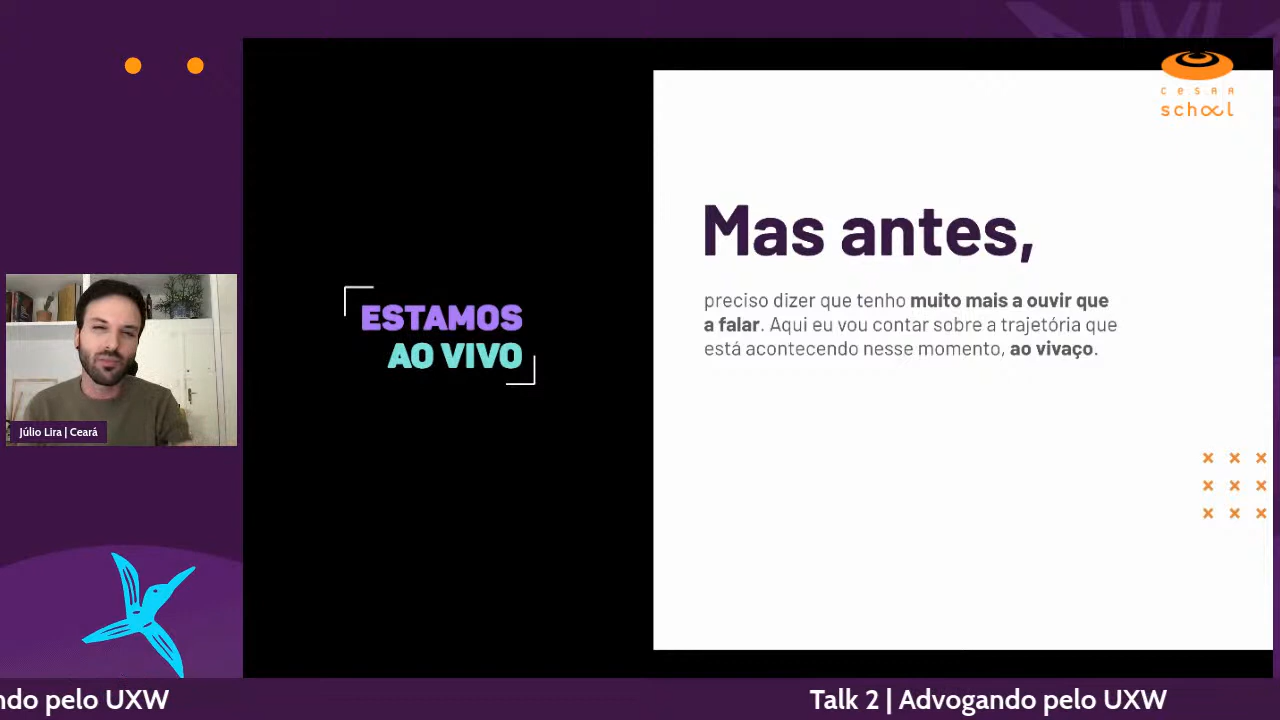 cesar
school
Mas antes,
preciso dizer que tenho muito mais a ouvir que
a falar. Aqui eu vou contar sobre a trajetória que
está acontecendo nesse momento, ao vivaço.
ESTAMOS
AO VIVO
Júlio Lira | Ceará
ndo pelo UXW
Talk 2 | Advogando pelo UXW